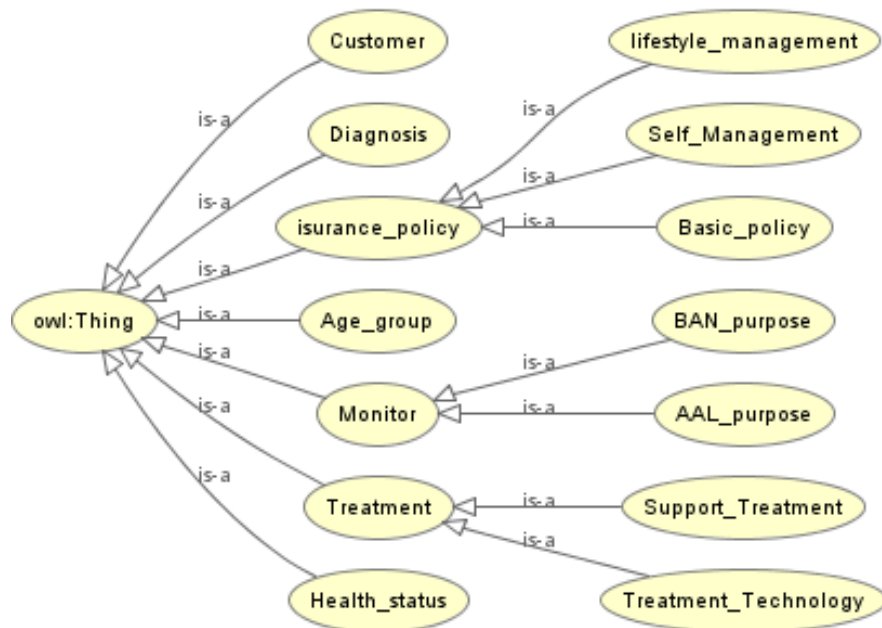 Customer
lifestyle_management
is-a
is-a
Diagnosis
Self_Management
is-a
is-a
isurance_policy
is-a
Basic_policy
is-a
owl:Thing
is-a
Age_group
BAN_purpose
is-a
is-a
Monitor
is-a
AAL_purpose
is-a
is-a
Treatment
is-a
Support_Treatment
is-a
Health_status
Treatment_Technology